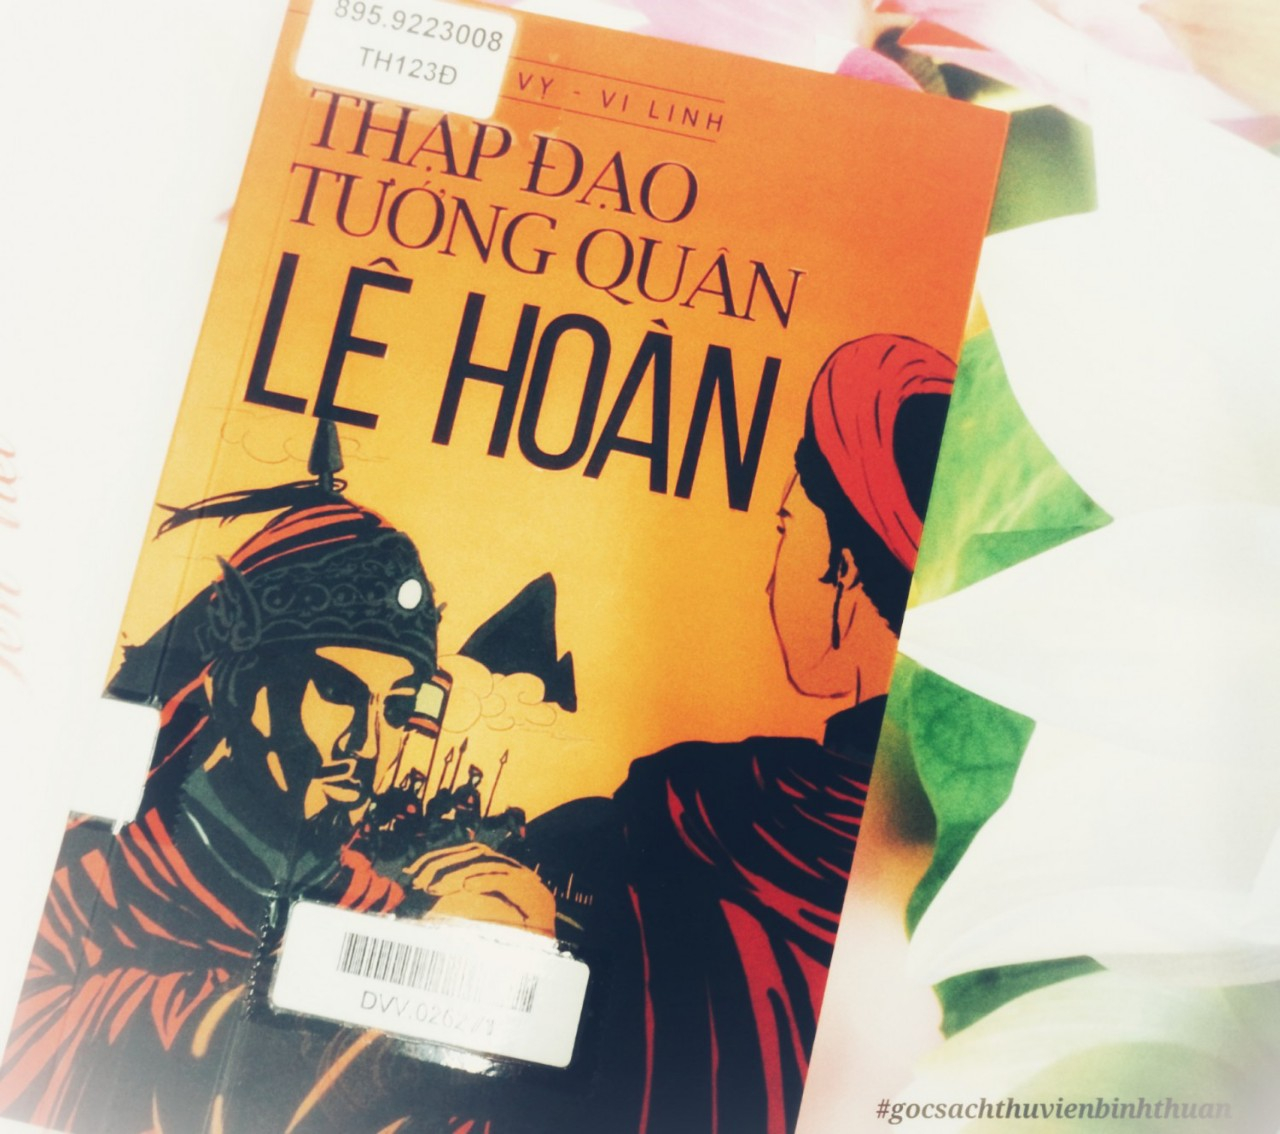 895.9223008
TH123Đ
VỴ - VI LINH
THẬP ĐẠO
TƯỚNG QUÂN
LÊ HOÀN
#gocsachthuvienbinhthuan